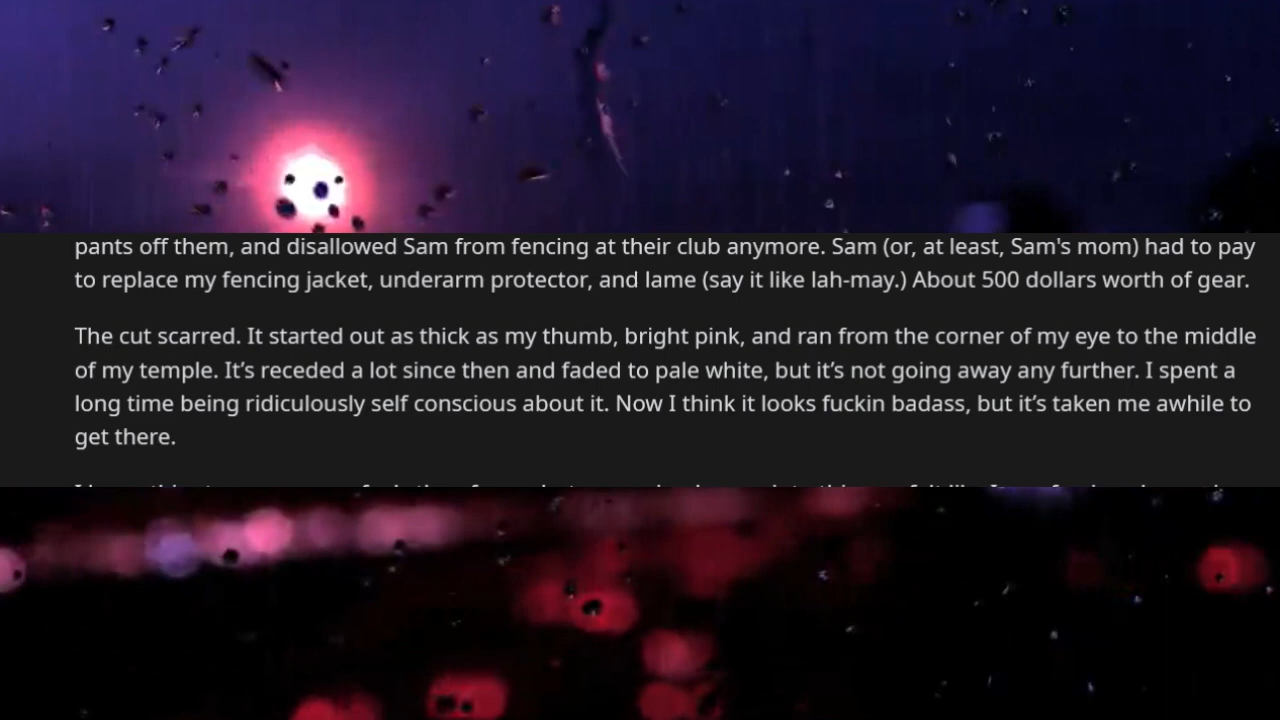 pants off them, and disallowed Sam from fencing at their club anymore. Sam (or, at least, Sam's mom) had to pay
to replace my fencing jacket, underarm protector, and lame (say it like lah-may.) About 500 dollars worth of gear.
The cut scarred. It started out as thick as my thumb, bright pink, and ran from the corner of my eye to the middle
of my temple. It’s receded a lot since then and faded to pale white, but it’s not going away any further. I spent a
long time being ridiculously self conscious about it. Now I think it looks fuckin badass, but it’s taken me awhile to
get there.